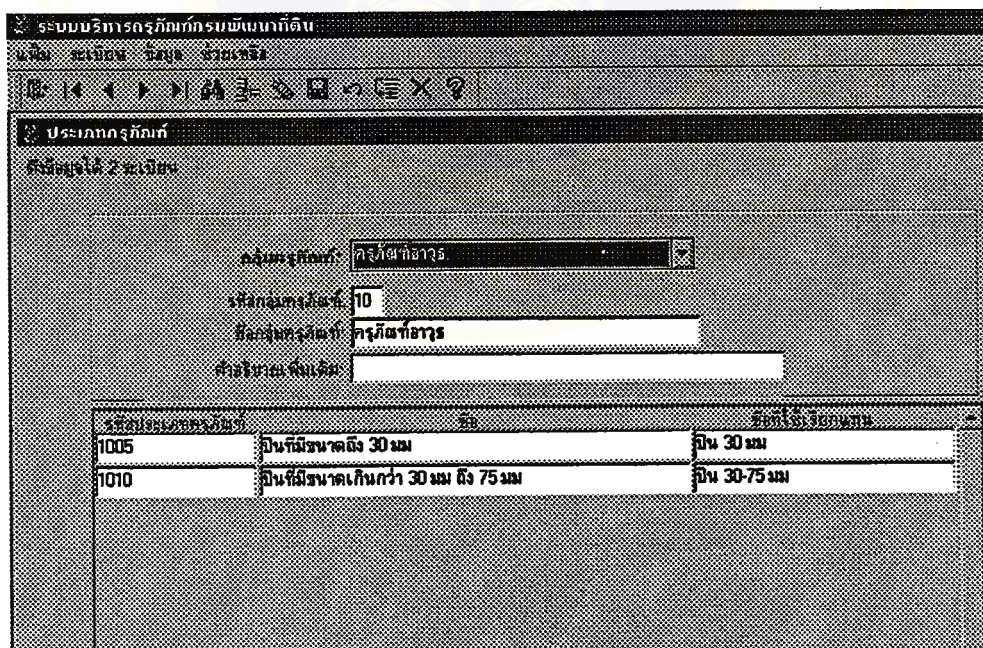 ระบบบริหารครุภัณฑ์กรมพัฒนาที่ดิน
แฟ้ม ระเบียน ข้อมูล ช่วยเหลือ
ประเภทครุภัณฑ์
ดึงข้อมูลได้ 2 ระเบียน
กลุ่มครุภัณฑ์: ครุภัณฑ์อาวุธ
รหัสกลุ่มครุภัณฑ์: 10
ชื่อกลุ่มครุภัณฑ์: ครุภัณฑ์อาวุธ
คำอธิบายเพิ่มเติม:
รหัสประเภทครุภัณฑ์ ชื่อ ชื่อที่ใช้เรียกแทน
1005 ปืนที่มีขนาดถึง 30 มม ปืน 30 มม
1010 ปืนที่มีขนาดเกินกว่า 30 มม ถึง 75 มม ปืน 30-75 มม